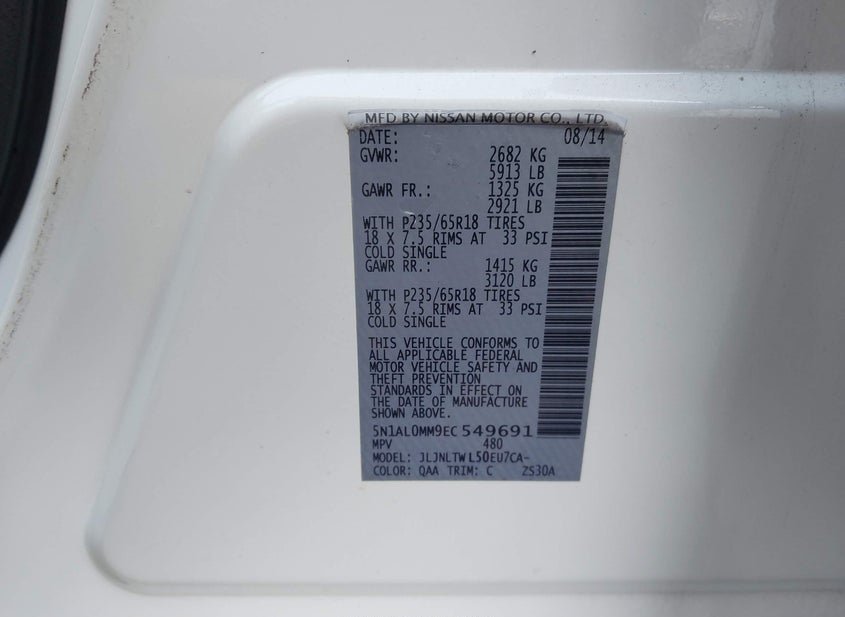 MFD BY NISSAN MOTOR CO., LTD.
DATE: 08/14
GVWR: 2682 KG
5913 LB
GAWR FR.: 1325 KG
2921 LB
WITH P235/65R18 TIRES
18 X 7.5 RIMS AT 33 PSI
COLD SINGLE
GAWR RR.: 1415 KG
3120 LB
WITH P235/65R18 TIRES
18 X 7.5 RIMS AT 33 PSI
COLD SINGLE
THIS VEHICLE CONFORMS TO
ALL APPLICABLE FEDERAL
MOTOR VEHICLE SAFETY AND
THEFT PREVENTION
STANDARDS IN EFFECT ON
THE DATE OF MANUFACTURE
SHOWN ABOVE.
5N1AL0MM9EC549691
MPV 480
MODEL: JLJNLTWL50EU7CA-
COLOR: QAA TRIM: C ZS30A